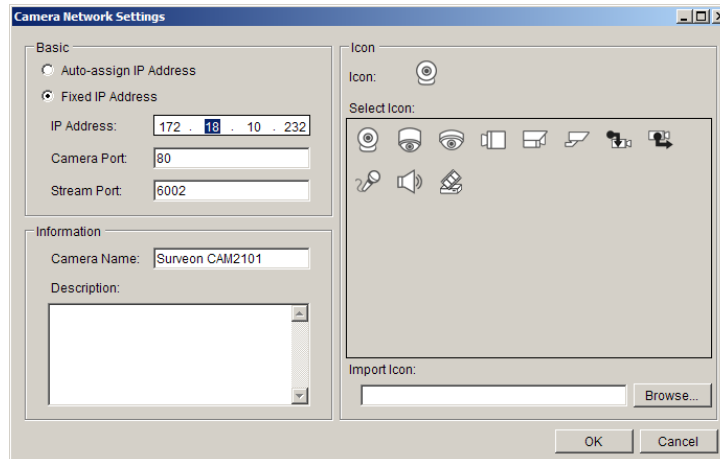 Camera Network Settings
Basic
Auto-assign IP Address
Fixed IP Address
IP Address: 172 . 18 . 10 . 232
Camera Port: 80
Stream Port: 6002
Information
Camera Name: Surveon CAM2101
Description:
Icon
Icon:
Select Icon:
Import Icon:
Browse...
OK
Cancel